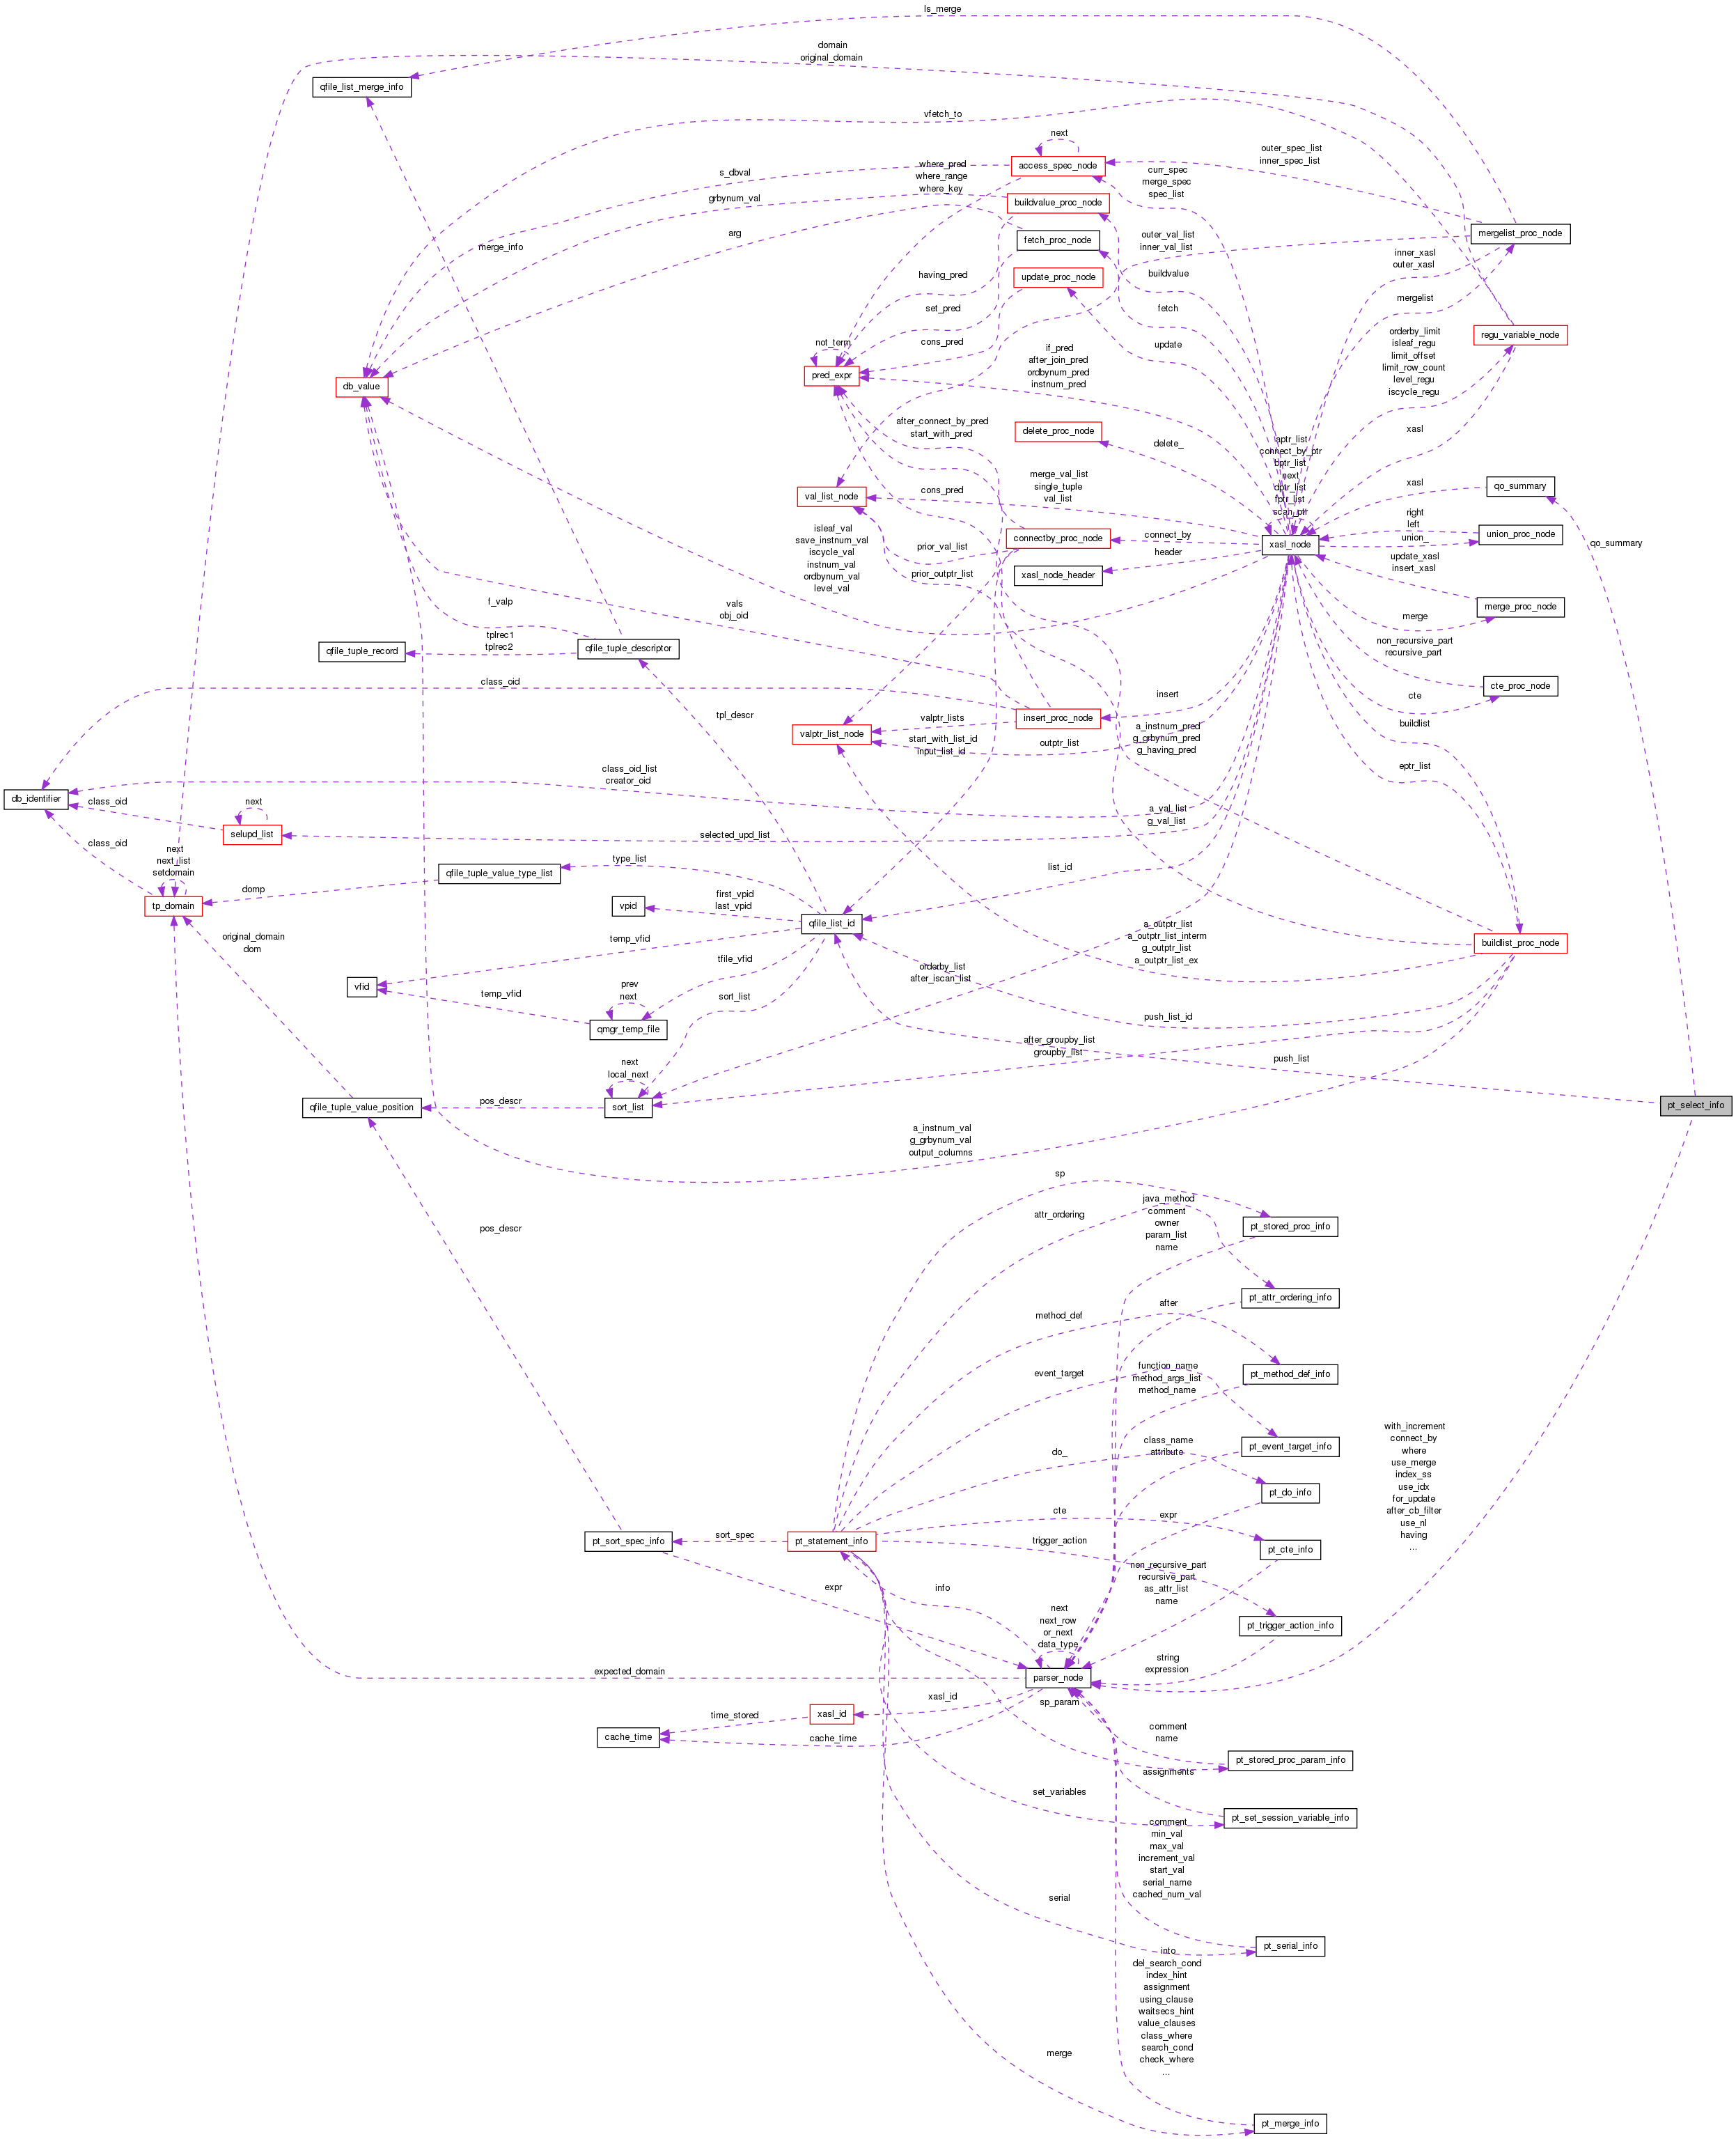 ls_merge
domain
original_domain
qfile_list_merge_info
vfetch_to
next
outer_spec_list
inner_spec_list
access_spec_node
where_pred
where_range
where_key
s_dbval
curr_spec
merge_spec
spec_list
grbynum_val
buildvalue_proc_node
arg
merge_info
fetch_proc_node
outer_val_list
inner_val_list
mergelist_proc_node
having_pred
update_proc_node
buildvalue
inner_xasl
outer_xasl
set_pred
fetch
mergelist
cons_pred
update
not_term
if_pred
after_join_pred
ordbynum_pred
instnum_pred
orderby_limit
isleaf_regu
limit_offset
limit_row_count
level_regu
iscycle_regu
regu_variable_node
db_value
pred_expr
after_connect_by_pred
start_with_pred
delete_proc_node
delete_
aptr_list
connect_by_ptr
bptr_list
next
dptr_list
fptr_list
scan_ptr
xasl
val_list_node
cons_pred
merge_val_list
single_tuple
val_list
xasl
qo_summary
isleaf_val
save_instnum_val
iscycle_val
instnum_val
ordbynum_val
level_val
prior_val_list
connectby_proc_node
connect_by
header
xasl_node
right
left
union_
union_proc_node
qo_summary
prior_outptr_list
xasl_node_header
update_xasl
insert_xasl
f_valp
vals
obj_oid
merge
merge_proc_node
qfile_tuple_record
tplrec1
tplrec2
qfile_tuple_descriptor
non_recursive_part
recursive_part
class_oid
cte_proc_node
cte
tpl_descr
valptr_list_node
valptr_lists
insert_proc_node
insert
start_with_list_id
input_list_id
outptr_list
a_instnum_pred
g_grbynum_pred
g_having_pred
buildlist
eptr_list
class_oid_list
creator_oid
db_identifier
class_oid
next
selupd_list
selected_upd_list
a_val_list
g_val_list
class_oid
next
next_list
setdomain
type_list
list_id
domp
qfile_tuple_value_type_list
tp_domain
vpid
first_vpid
last_vpid
qfile_list_id
original_domain
dom
temp_vfid
tfile_vfid
a_outptr_list
a_outptr_list_interm
g_outptr_list
a_outptr_list_ex
buildlist_proc_node
orderby_list
after_iscan_list
vfid
temp_vfid
prev
next
sort_list
qmgr_temp_file
push_list_id
after_groupby_list
groupby_list
push_list
next
local_next
qfile_tuple_value_position
pos_descr
sort_list
pt_select_info
a_instnum_val
g_grbynum_val
output_columns
sp
pos_descr
attr_ordering
java_method
comment
owner
param_list
name
pt_stored_proc_info
pt_attr_ordering_info
method_def
after
event_target
function_name
method_args_list
method_name
pt_method_def_info
do_
class_name
attribute
pt_event_target_info
with_increment
connect_by
where
use_merge
index_ss
use_idx
for_update
after_cb_filter
use_nl
having
...
pt_do_info
cte
expr
pt_sort_spec_info
sort_spec
pt_statement_info
trigger_action
pt_cte_info
expr
info
non_recursive_part
recursive_part
as_attr_list
name
next
next_row
or_next
data_type
pt_trigger_action_info
expected_domain
parser_node
string
expression
xasl_id
sp_param
time_stored
xasl_id
cache_time
cache_time
comment
name
pt_stored_proc_param_info
assignments
set_variables
pt_set_session_variable_info
comment
min_val
max_val
increment_val
start_val
serial_name
cached_num_val
serial
pt_serial_info
into
del_search_cond
index_hint
assignment
using_clause
waitsecs_hint
value_clauses
class_where
search_cond
check_where
...
merge
pt_merge_info